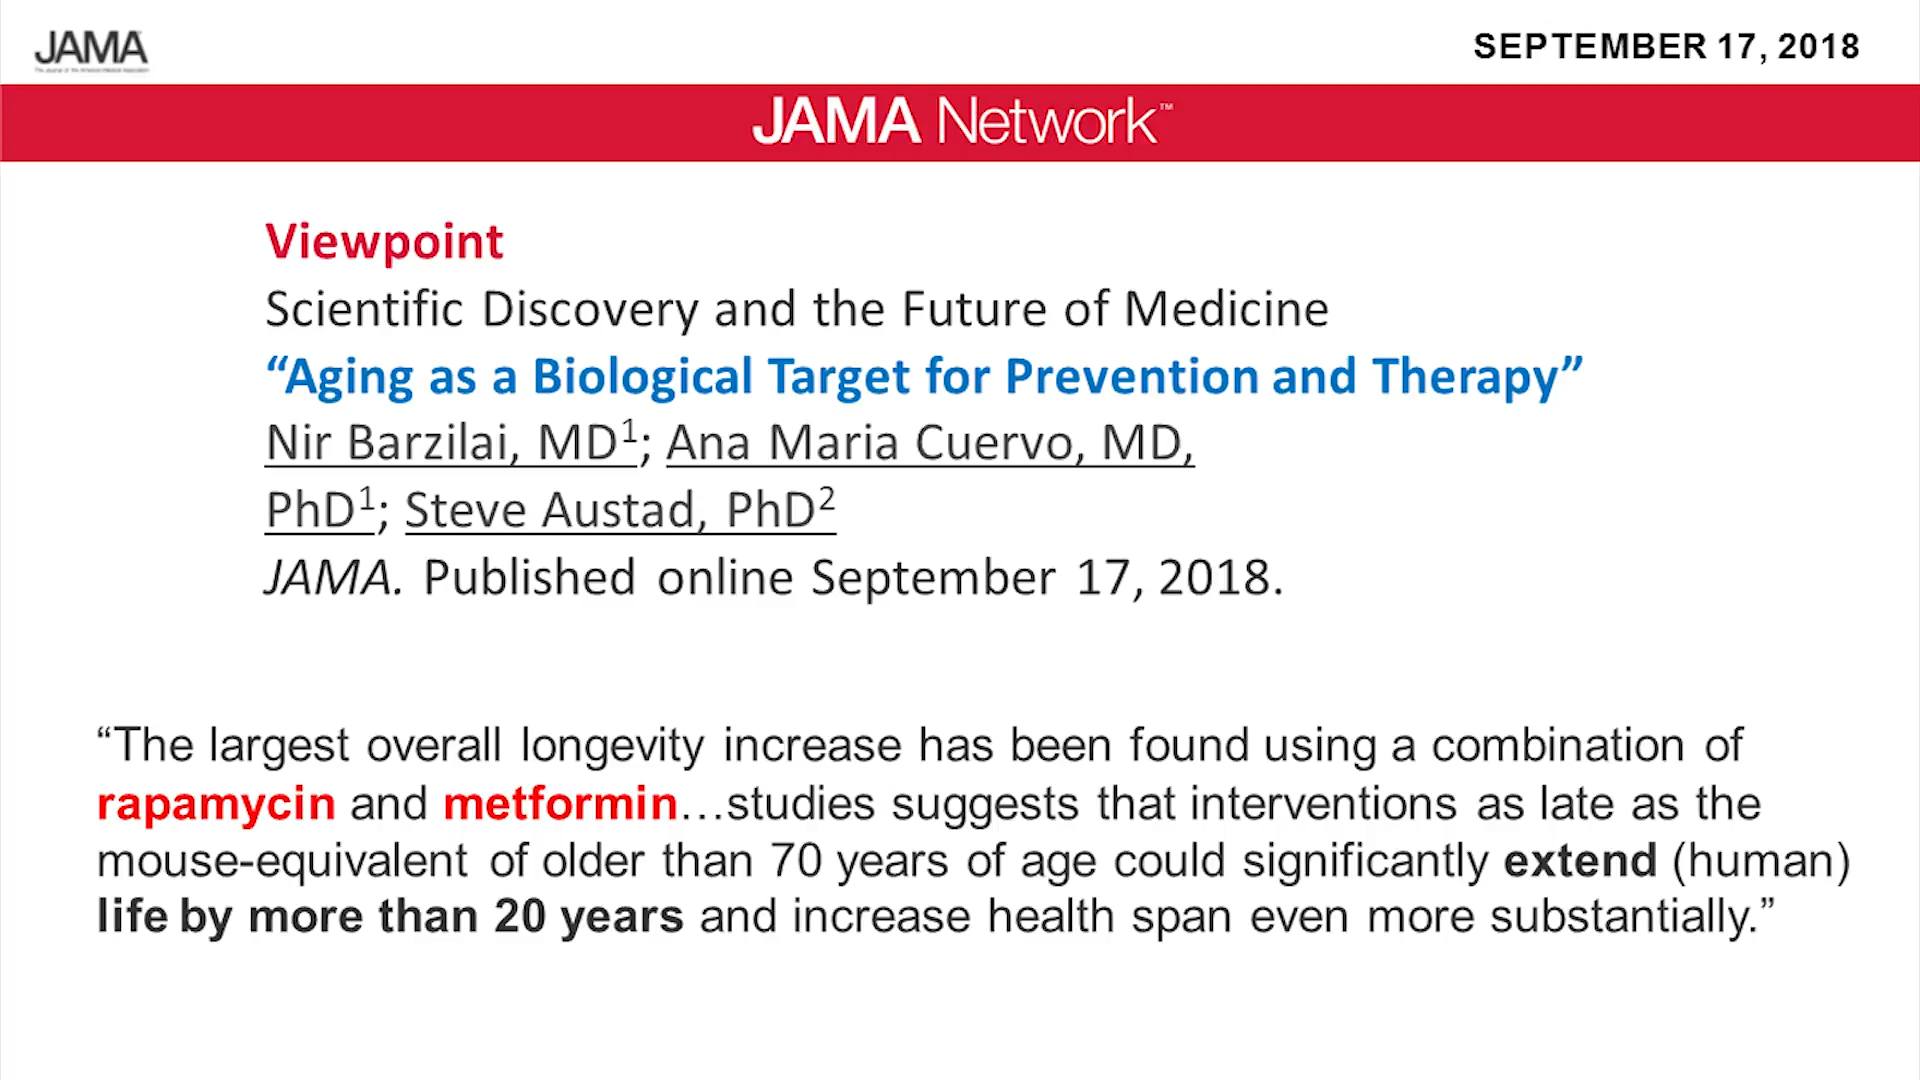 JAMA
SEPTEMBER 17, 2018
JAMA Network™
Viewpoint
Scientific Discovery and the Future of Medicine
“Aging as a Biological Target for Prevention and Therapy”
Nir Barzilai, MD1; Ana Maria Cuervo, MD,
PhD1; Steve Austad, PhD2
JAMA. Published online September 17, 2018.
“The largest overall longevity increase has been found using a combination of
rapamycin and metformin…studies suggests that interventions as late as the
mouse-equivalent of older than 70 years of age could significantly extend (human)
life by more than 20 years and increase health span even more substantially.”